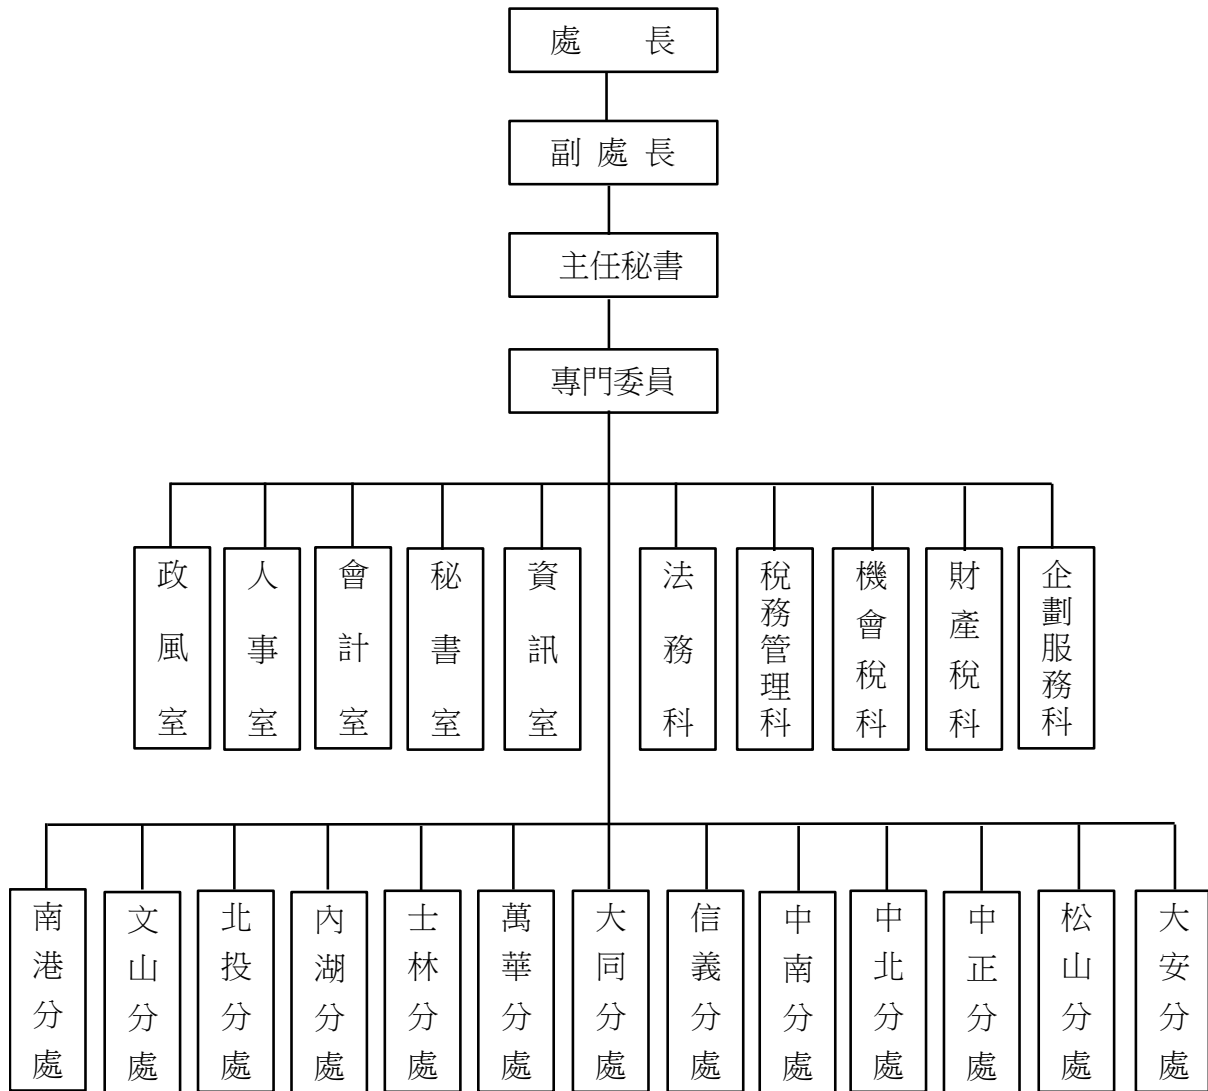 處 長
副處長
主任秘書
專門委員
政風室
人事室
會計室
秘書室
資訊室
法務科
稅務管理科
機會稅科
財產稅科
企劃服務科
南港分處
文山分處
北投分處
內湖分處
士林分處
萬華分處
大同分處
信義分處
中南分處
中北分處
中正分處
松山分處
大安分處